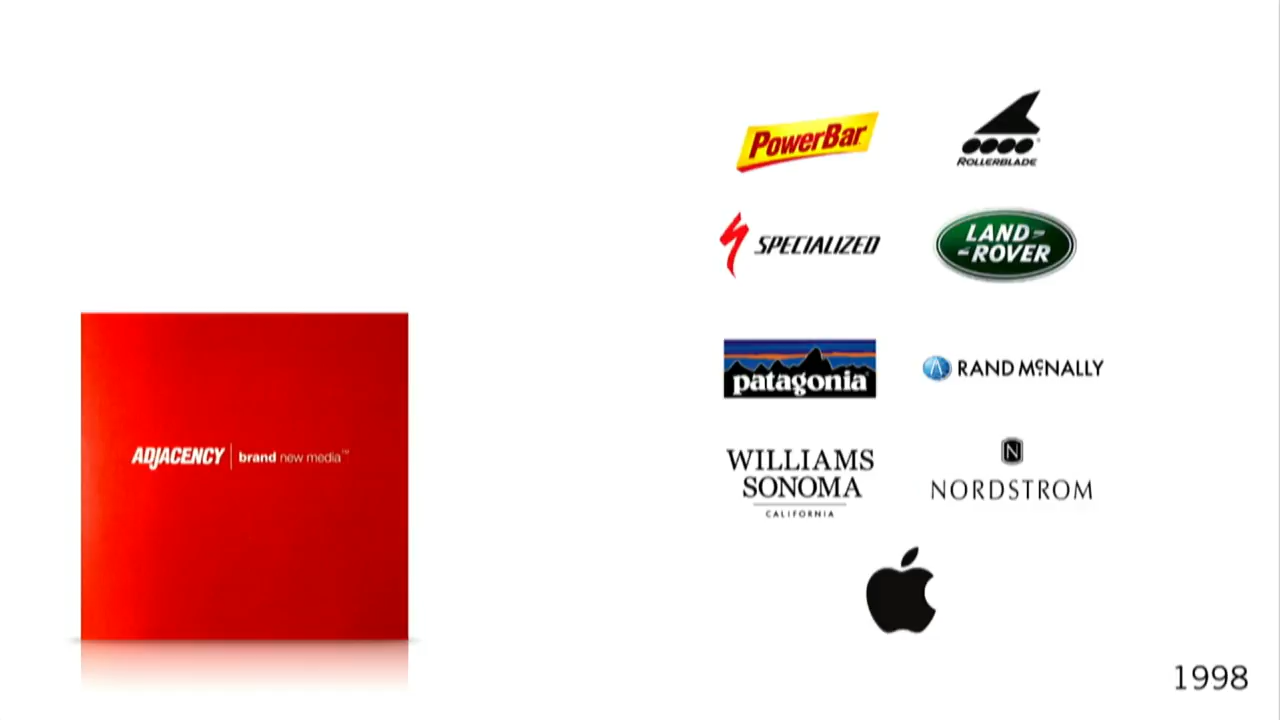 PowerBar
ROLLERBLADE
SPECIALIZED
LAND
ROVER
patagonia
RAND McNALLY
WILLIAMS
SONOMA
CALIFORNIA
N
NORDSTROM
ADJACENCY | brand new media™
1998